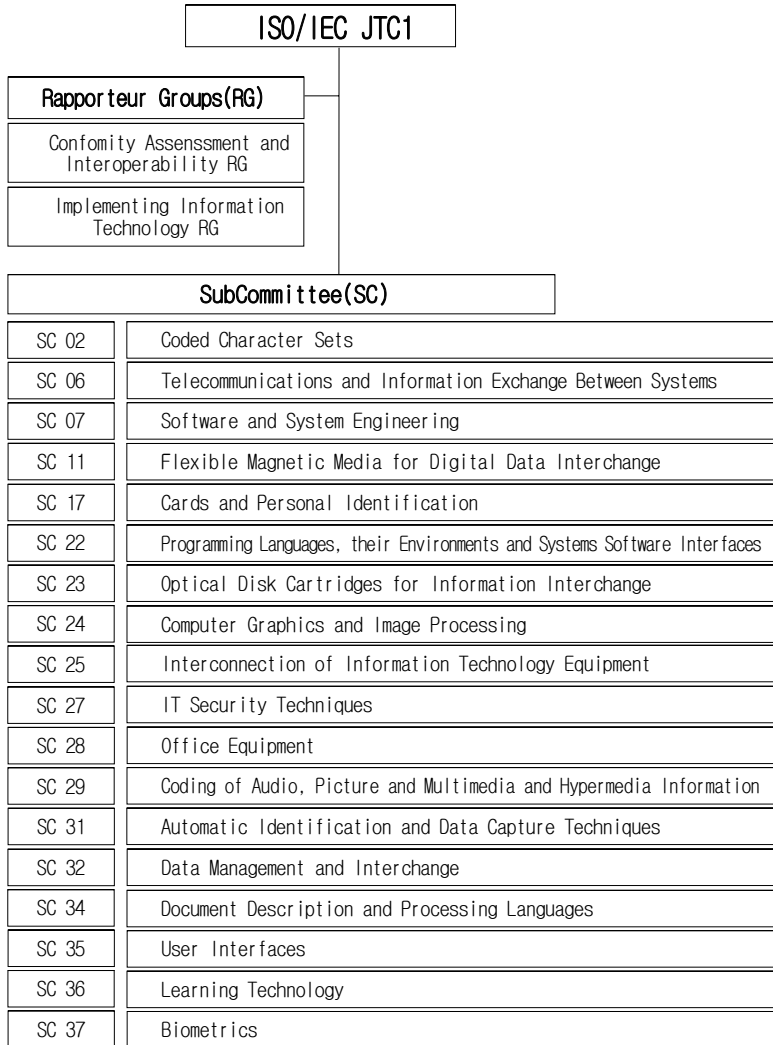 ISO/IEC JTC1
Rapporteur Groups(RG)
Confomity Assenssment and
Interoperability RG
Implementing Information
Technology RG
SubCommittee(SC)
SC 02 Coded Character Sets
SC 06 Telecommunications and Information Exchange Between Systems
SC 07 Software and System Engineering
SC 11 Flexible Magnetic Media for Digital Data Interchange
SC 17 Cards and Personal Identification
SC 22 Programming Languages, their Environments and Systems Software Interfaces
SC 23 Optical Disk Cartridges for Information Interchange
SC 24 Computer Graphics and Image Processing
SC 25 Interconnection of Information Technology Equipment
SC 27 IT Security Techniques
SC 28 Office Equipment
SC 29 Coding of Audio, Picture and Multimedia and Hypermedia Information
SC 31 Automatic Identification and Data Capture Techniques
SC 32 Data Management and Interchange
SC 34 Document Description and Processing Languages
SC 35 User Interfaces
SC 36 Learning Technology
SC 37 Biometrics